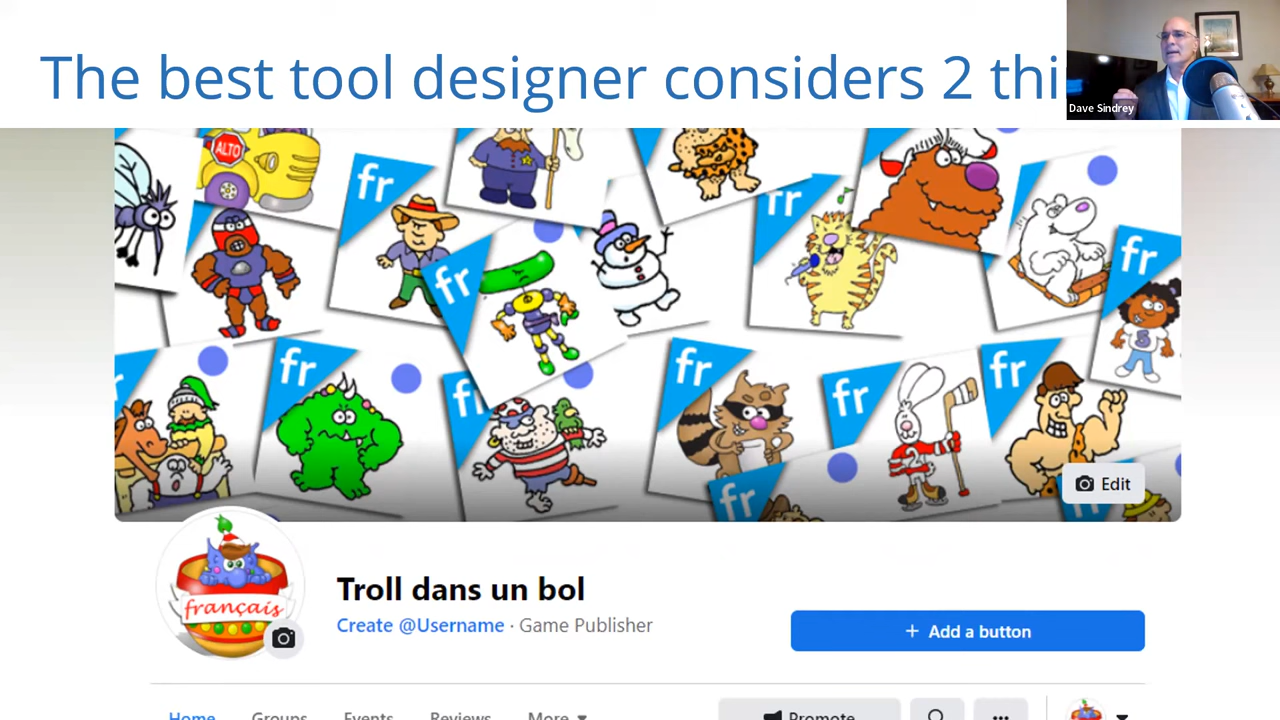 The best tool designer considers 2 thi
Dave Sindrey
ALTO
fr
fr
fr
fr
fr
fr
fr
fr
fr
fr
S
français
Edit
Troll dans un bol
Create @Username · Game Publisher
+ Add a button
Home Groups Events Reviews More
Promote